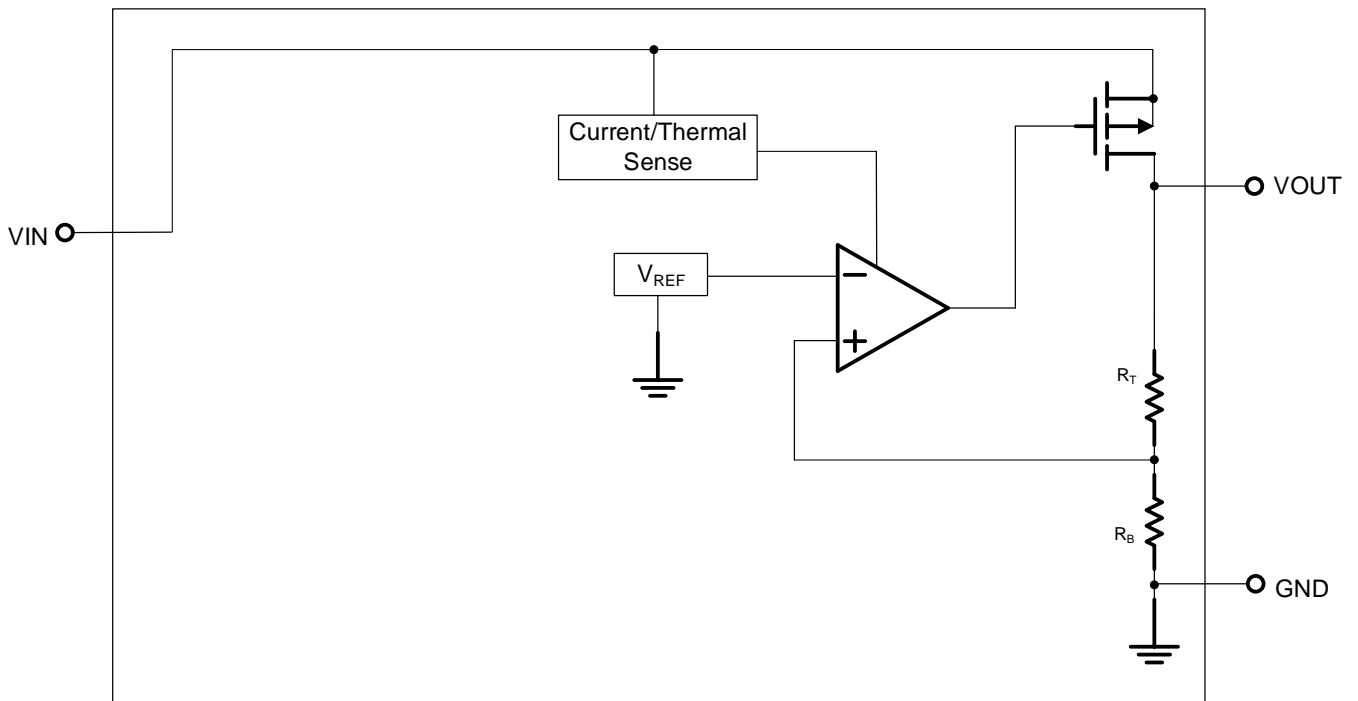 Current/Thermal
Sense
VOUT
VIN
VREF
−
+
RT
RB
GND